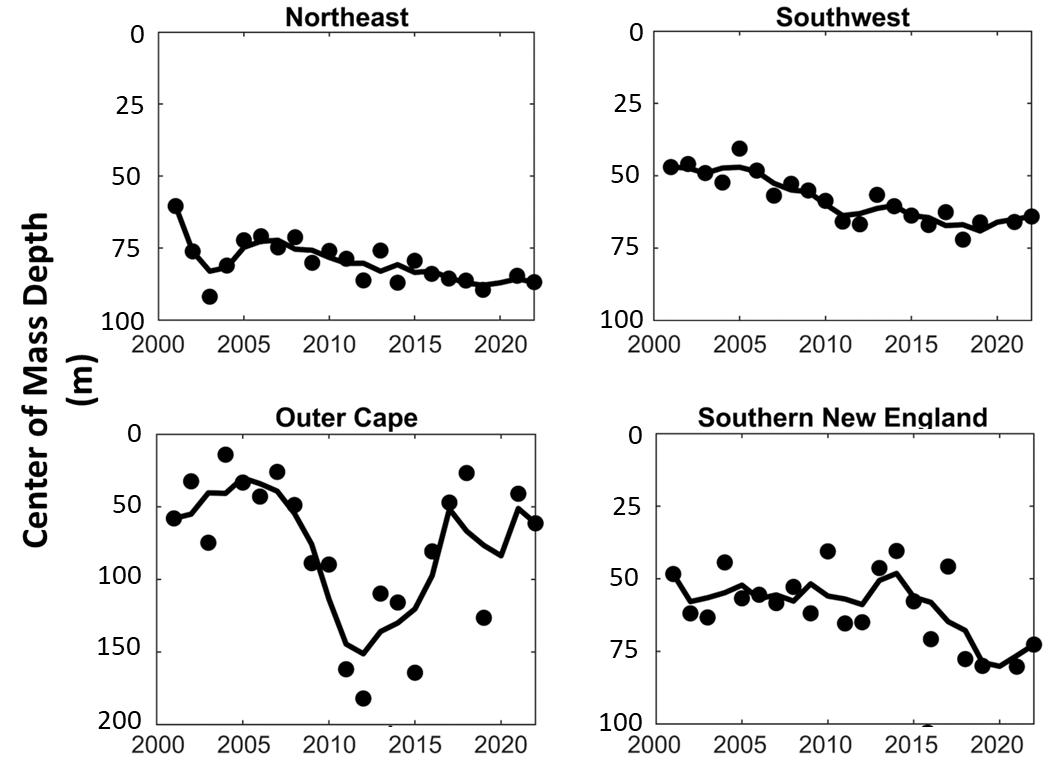 Northeast
Southwest
0
25
50
75
100
2000 2005 2010 2015 2020
0
25
50
75
100
2000 2005 2010 2015 2020
Center of Mass Depth
(m)
Outer Cape
Southern New England
0
50
100
150
200
2000 2005 2010 2015 2020
0
25
50
75
100
2000 2005 2010 2015 2020